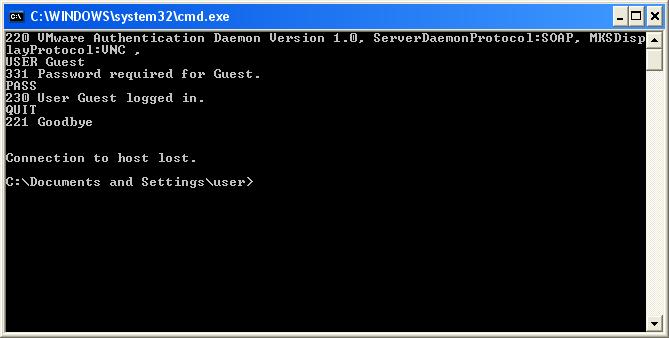 C:\WINDOWS\system32\cmd.exe
220 VMware Authentication Daemon Version 1.0, ServerDaemonProtocol:SOAP, MKSDisp
layProtocol:VNC ,
USER Guest
331 Password required for Guest.
PASS
230 User Guest logged in.
QUIT
221 Goodbye
Connection to host lost.
C:\Documents and Settings\user>